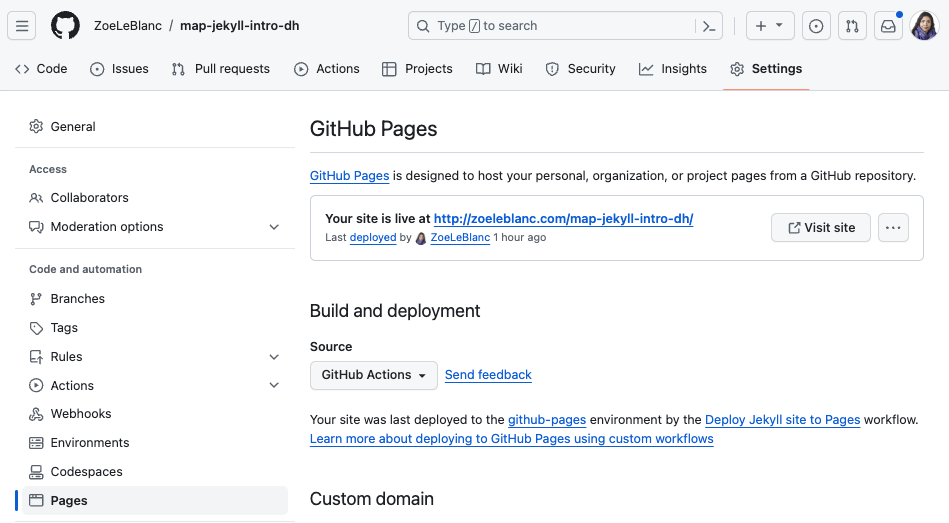 ZoeLeBlanc / map-jekyll-intro-dh
Type / to search
Code Issues Pull requests Actions Projects Wiki Security Insights Settings
General
Access
Collaborators
Moderation options
Code and automation
Branches
Tags
Rules
Actions
Webhooks
Environments
Codespaces
Pages
GitHub Pages
GitHub Pages is designed to host your personal, organization, or project pages from a GitHub repository.
Your site is live at http://zoeleblanc.com/map-jekyll-intro-dh/
Last deployed by ZoeLeBlanc 1 hour ago
Visit site
Build and deployment
Source
GitHub Actions Send feedback
Your site was last deployed to the github-pages environment by the Deploy Jekyll site to Pages workflow.
Learn more about deploying to GitHub Pages using custom workflows
Custom domain